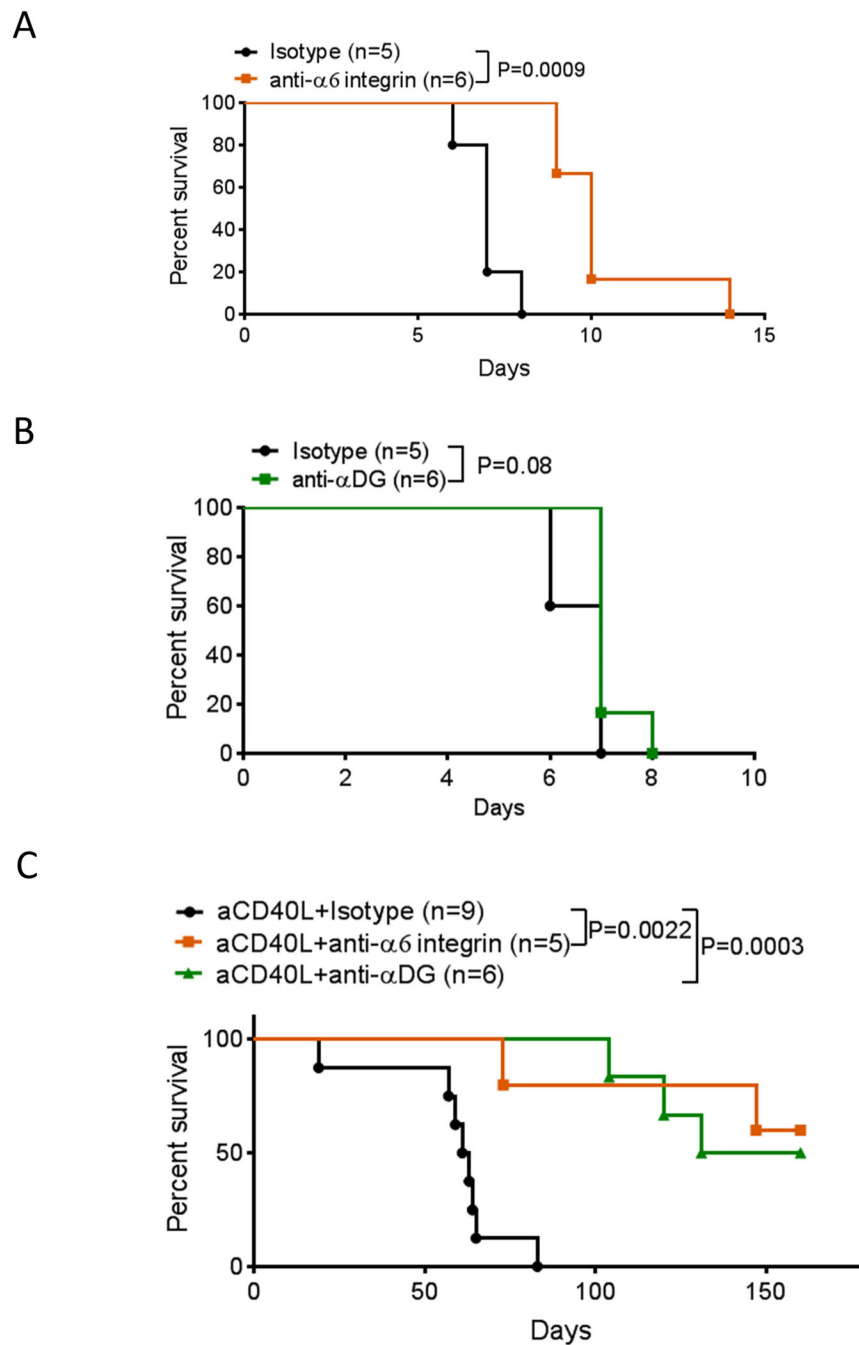 A
Isotype (n=5)
anti-α6 integrin (n=6)
P=0.0009
Percent survival
100
80
60
40
20
0
0 5 10 15
Days
B
Isotype (n=5)
anti-αDG (n=6)
P=0.08
Percent survival
100
80
60
40
20
0
0 2 4 6 8 10
Days
C
aCD40L+Isotype (n=9)
aCD40L+anti-α6 integrin (n=5)
aCD40L+anti-αDG (n=6)
P=0.0022
P=0.0003
Percent survival
100
50
0
0 50 100 150
Days